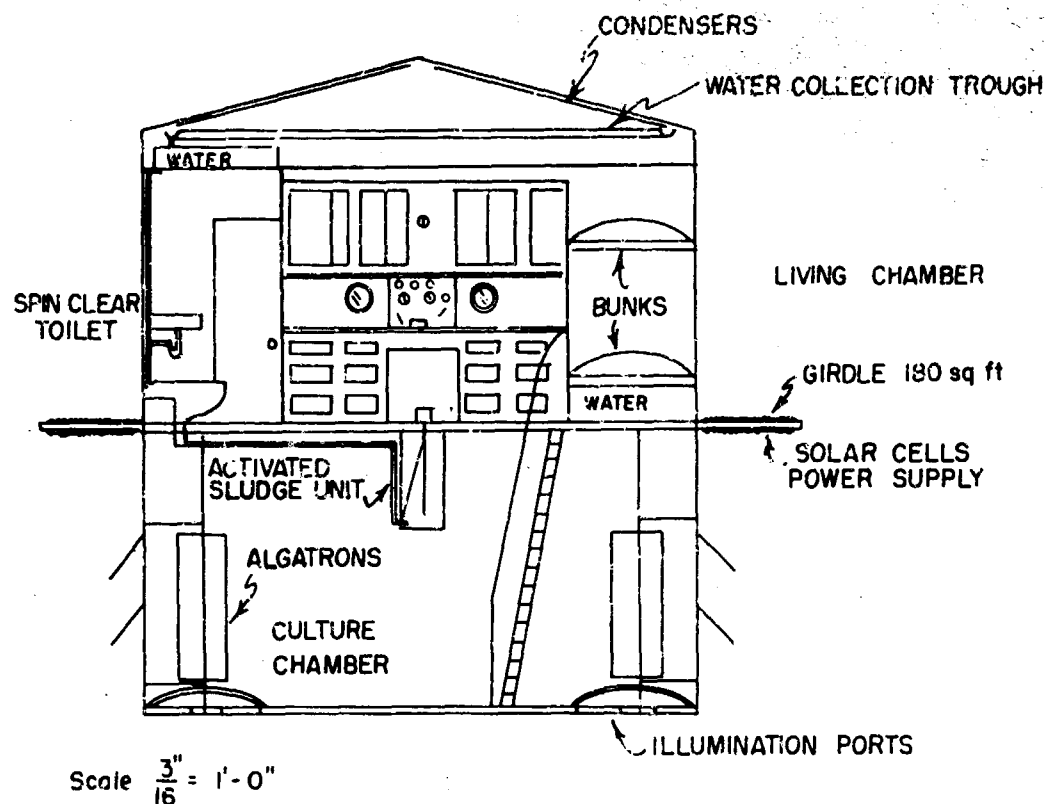 CONDENSERS
WATER COLLECTION TROUGH
WATER
LIVING CHAMBER
SPIN CLEAR
TOILET
BUNKS
GIRDLE 180 sq ft
WATER
SOLAR CELLS
POWER SUPPLY
ACTIVATED
SLUDGE UNIT
ALGATRONS
CULTURE
CHAMBER
ILLUMINATION PORTS
Scale 3/16" = 1'-0"